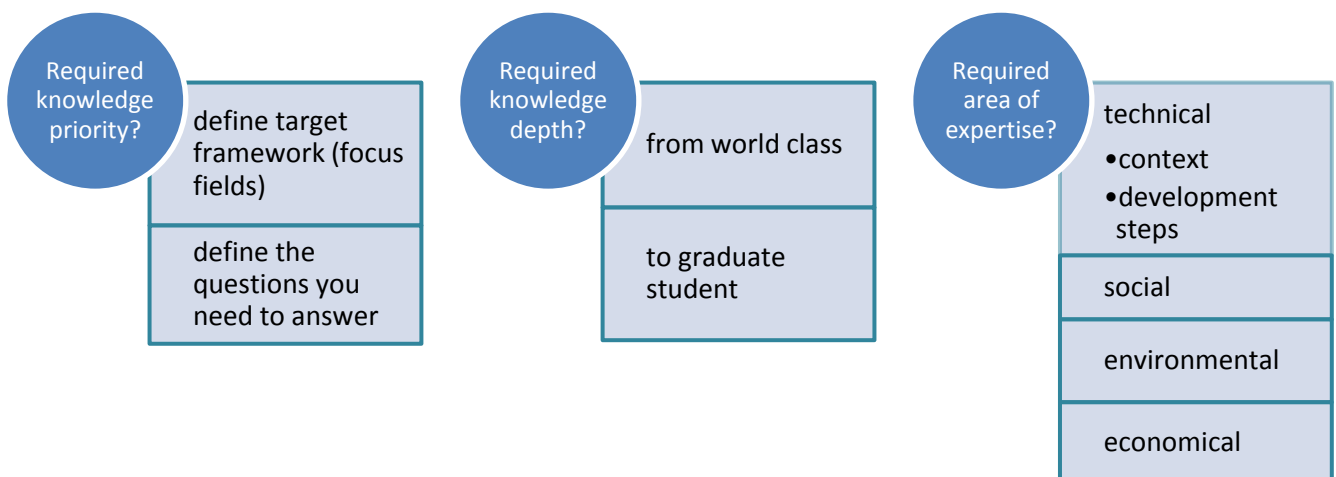 Required
knowledge
priority?
define target
framework (focus
fields)
define the
questions you
need to answer
Required
knowledge
depth?
from world class
to graduate
student
Required
area of
expertise?
technical
•context
•development
steps
social
environmental
economical